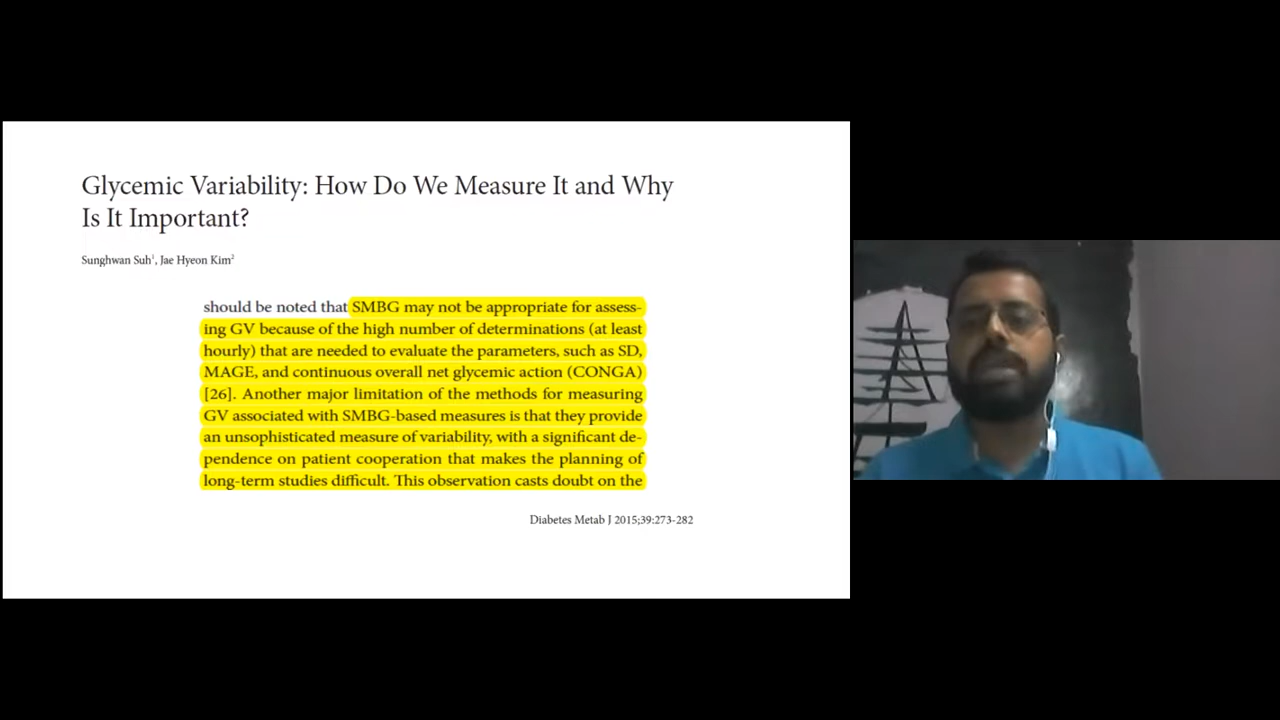 Glycemic Variability: How Do We Measure It and Why
Is It Important?
Sunghwan Suh¹, Jae Hyeon Kim²
should be noted that SMBG may not be appropriate for assess-
ing GV because of the high number of determinations (at least
hourly) that are needed to evaluate the parameters, such as SD,
MAGE, and continuous overall net glycemic action (CONGA)
[26]. Another major limitation of the methods for measuring
GV associated with SMBG-based measures is that they provide
an unsophisticated measure of variability, with a significant de-
pendence on patient cooperation that makes the planning of
long-term studies difficult. This observation casts doubt on the
Diabetes Metab J 2015;39:273-282